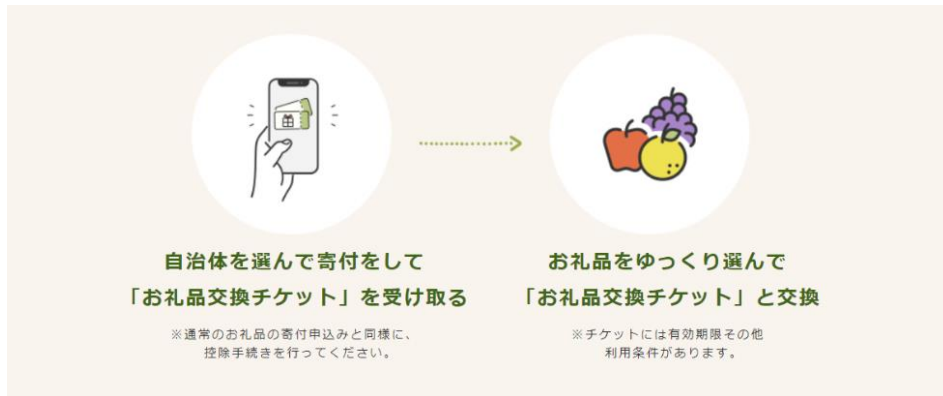 自治体を選んで寄付をして
「お礼品交換チケット」を受け取る
※通常のお礼品の寄付申込みと同様に、
控除手続きを行ってください。
お礼品をゆっくり選んで
「お礼品交換チケット」と交換
※チケットには有効期限その他
利用条件があります。